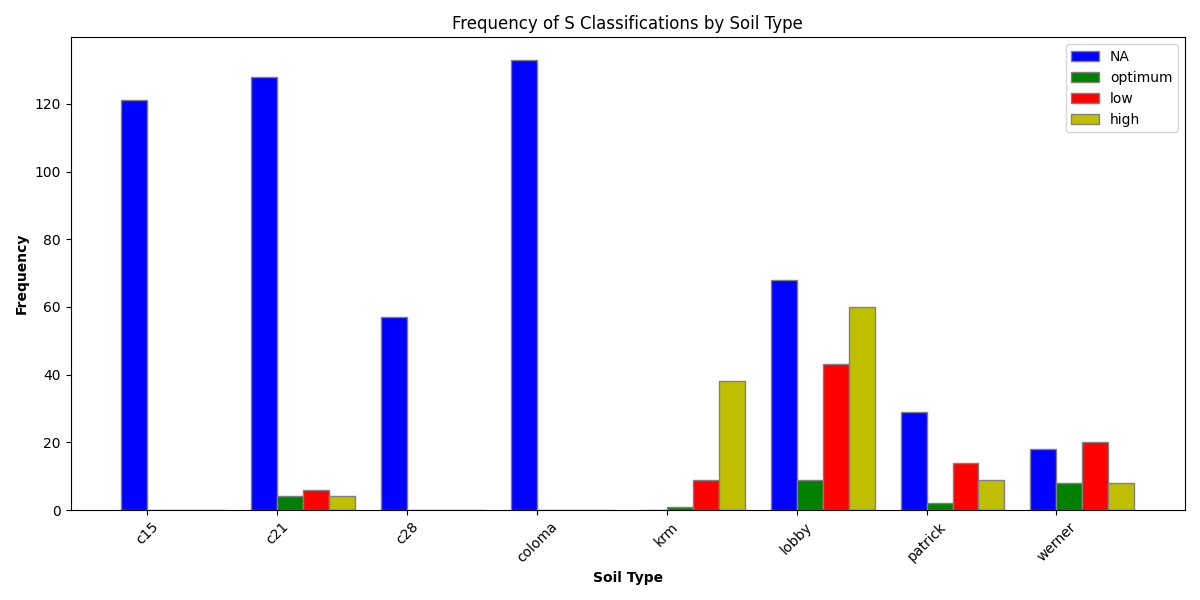 Frequency of S Classifications by Soil Type
NA
optimum
low
high
120
100
80
60
40
20
0
Frequency
c15
c21
c28
coloma
krm
lobby
patrick
werner
Soil Type